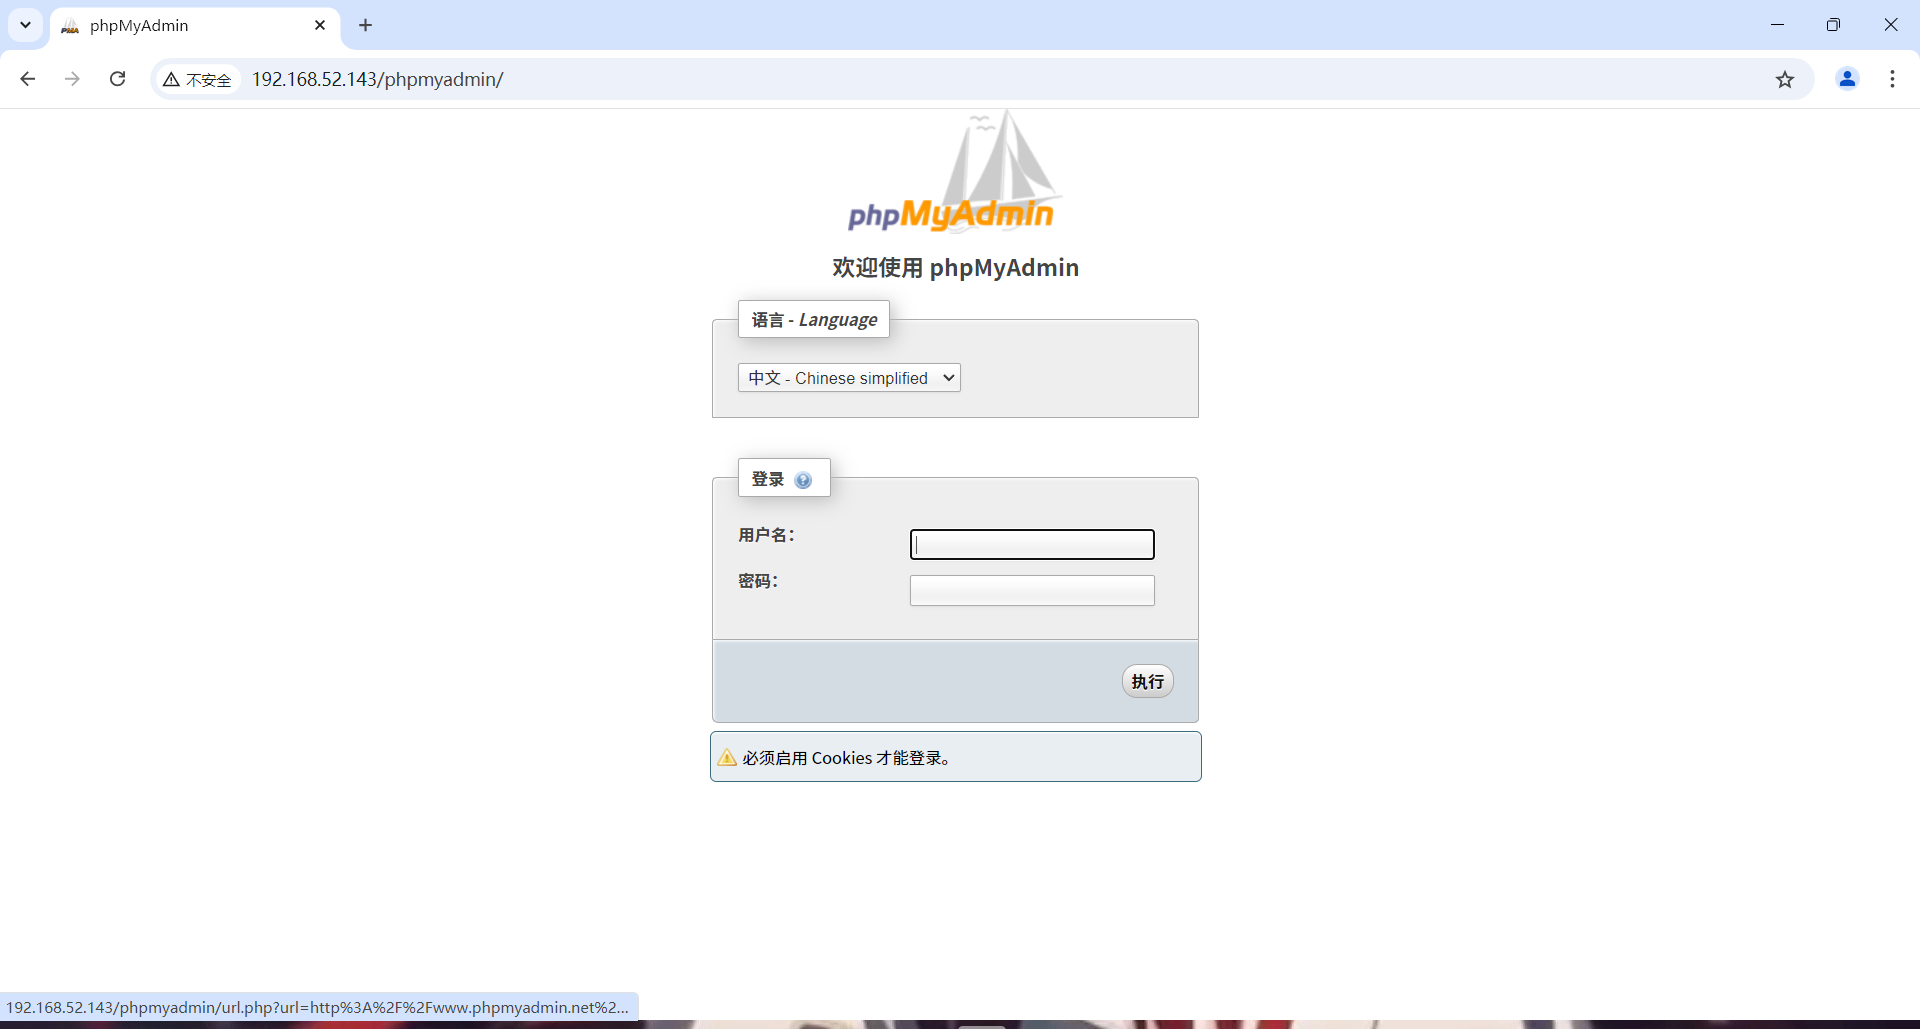 phpMyAdmin
不安全
192.168.52.143/phpmyadmin/
phpMyAdmin
欢迎使用 phpMyAdmin
语言 - Language
中文 - Chinese simplified
登录
用户名：
密码：
执行
必须启用 Cookies 才能登录。
192.168.52.143/phpmyadmin/url.php?url=http%3A%2F%2Fwww.phpmyadmin.net%2...